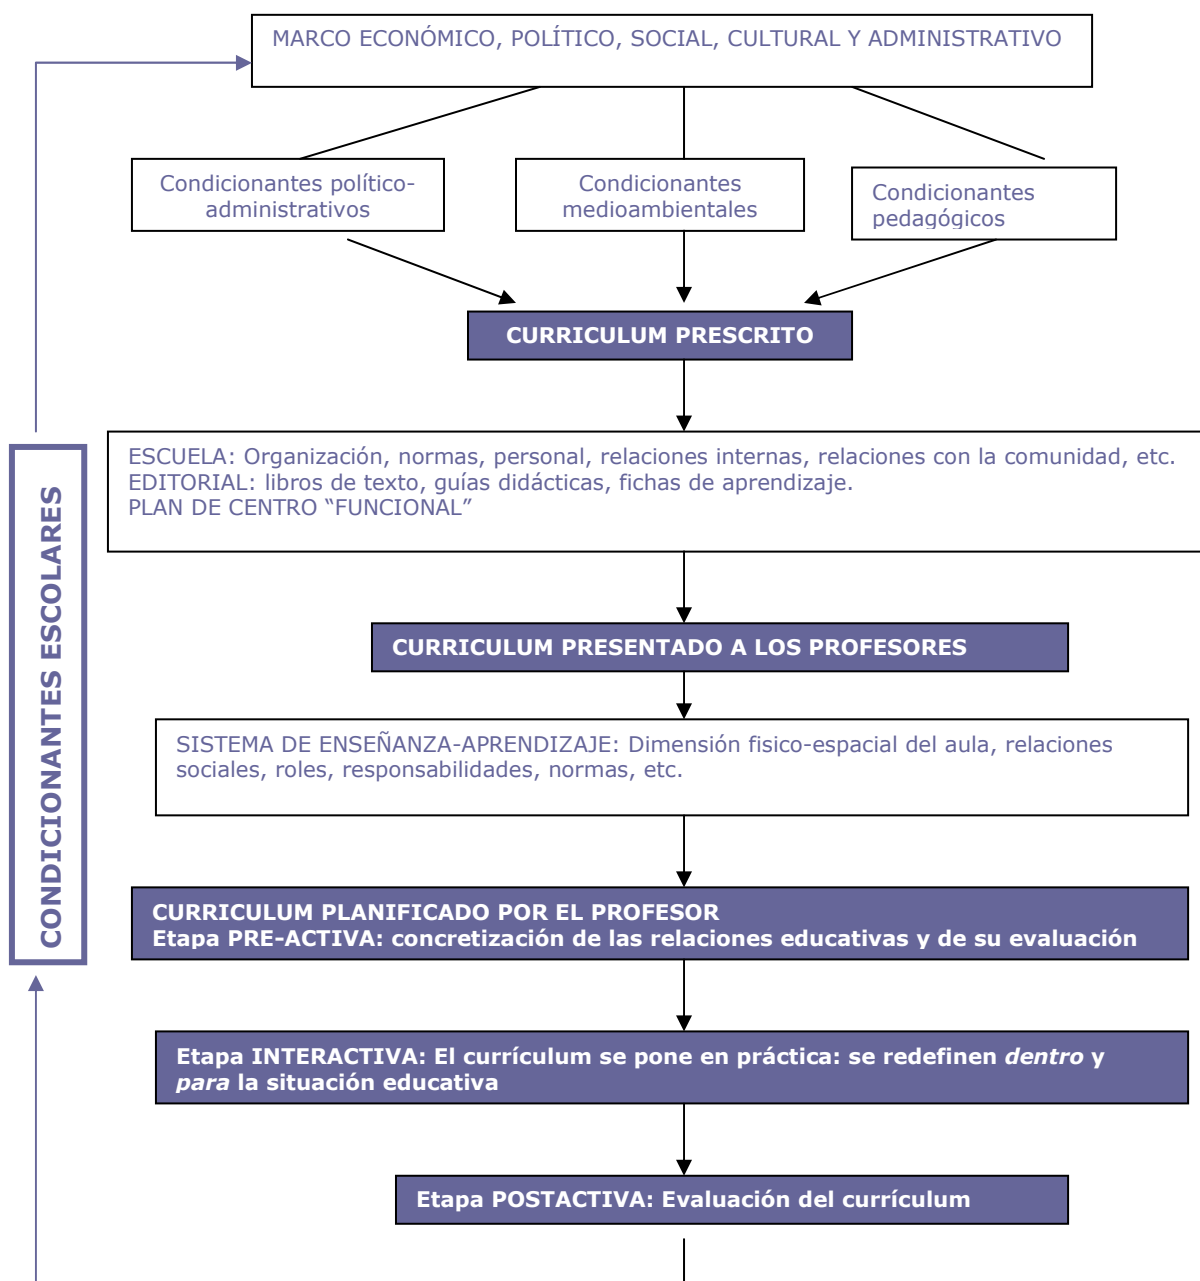 MARCO ECONÓMICO, POLÍTICO, SOCIAL, CULTURAL Y ADMINISTRATIVO
Condicionantes político-
administrativos
Condicionantes
medioambientales
Condicionantes
pedagógicos
CURRICULUM PRESCRITO
ESCUELA: Organización, normas, personal, relaciones internas, relaciones con la comunidad, etc.
EDITORIAL: libros de texto, guías didácticas, fichas de aprendizaje.
PLAN DE CENTRO “FUNCIONAL”
CONDICIONANTES ESCOLARES
CURRICULUM PRESENTADO A LOS PROFESORES
SISTEMA DE ENSEÑANZA-APRENDIZAJE: Dimensión fisico-espacial del aula, relaciones
sociales, roles, responsabilidades, normas, etc.
CURRICULUM PLANIFICADO POR EL PROFESOR
Etapa PRE-ACTIVA: concretización de las relaciones educativas y de su evaluación
Etapa INTERACTIVA: El currículum se pone en práctica: se redefinen dentro y
para la situación educativa
Etapa POSTACTIVA: Evaluación del currículum